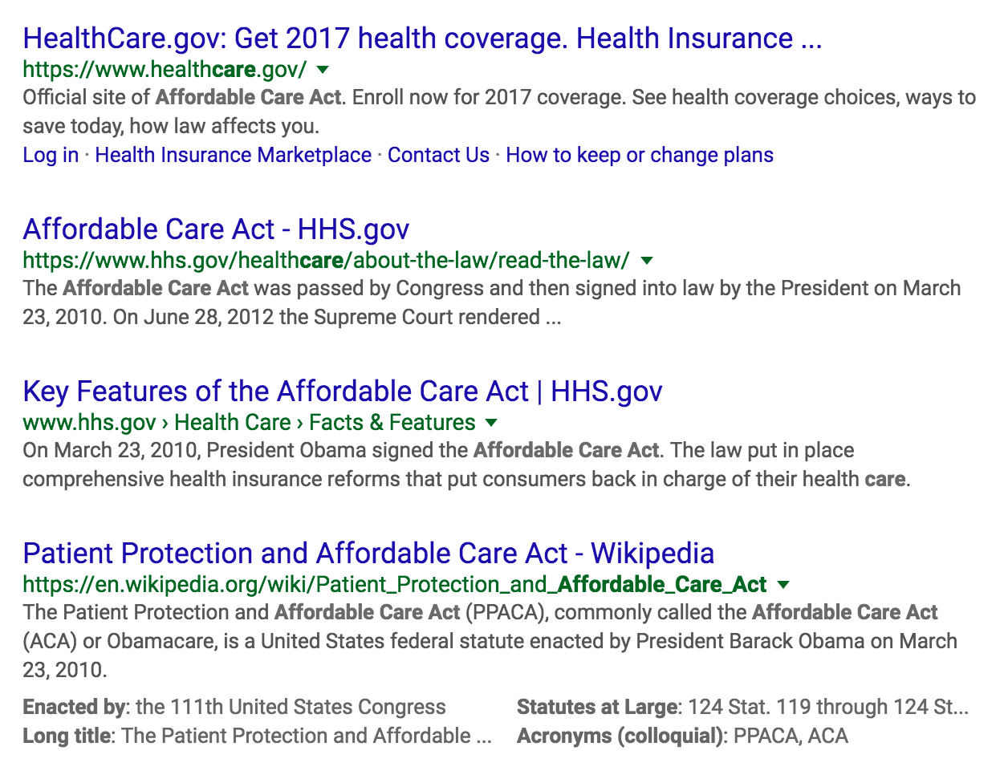 HealthCare.gov: Get 2017 health coverage. Health Insurance ...
https://www.healthcare.gov/
Official site of Affordable Care Act. Enroll now for 2017 coverage. See health coverage choices, ways to
save today, how law affects you.
Log in · Health Insurance Marketplace · Contact Us · How to keep or change plans
Affordable Care Act - HHS.gov
https://www.hhs.gov/healthcare/about-the-law/read-the-law/
The Affordable Care Act was passed by Congress and then signed into law by the President on March
23, 2010. On June 28, 2012 the Supreme Court rendered ...
Key Features of the Affordable Care Act | HHS.gov
www.hhs.gov › Health Care › Facts & Features
On March 23, 2010, President Obama signed the Affordable Care Act. The law put in place
comprehensive health insurance reforms that put consumers back in charge of their health care.
Patient Protection and Affordable Care Act - Wikipedia
https://en.wikipedia.org/wiki/Patient_Protection_and_Affordable_Care_Act
The Patient Protection and Affordable Care Act (PPACA), commonly called the Affordable Care Act
(ACA) or Obamacare, is a United States federal statute enacted by President Barack Obama on March
23, 2010.
Enacted by: the 111th United States Congress
Statutes at Large: 124 Stat. 119 through 124 St...
Long title: The Patient Protection and Affordable ...
Acronyms (colloquial): PPACA, ACA